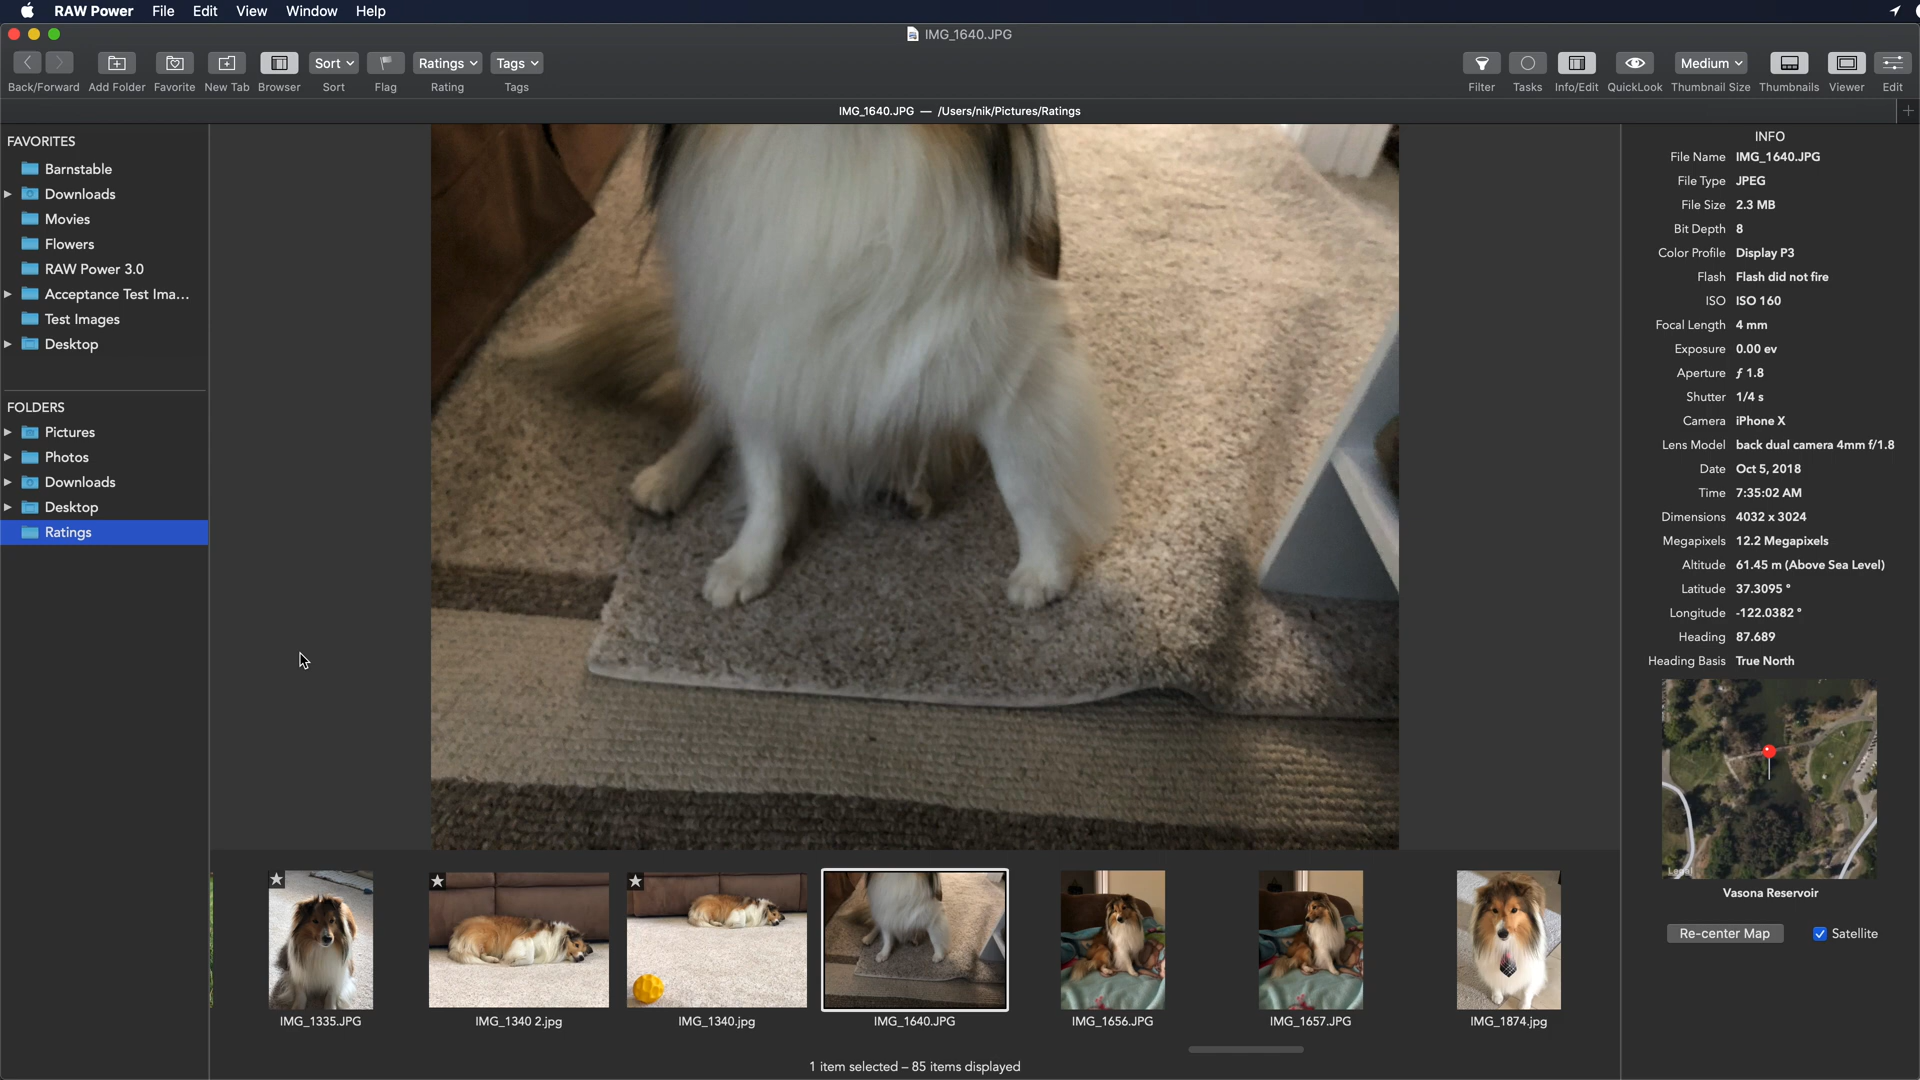 RAW Power File Edit View Window Help
IMG_1640.JPG
Sort Ratings Tags Medium
Back/Forward Add Folder Favorite New Tab Browser Sort Flag Rating Tags Filter Tasks Info/Edit QuickLook Thumbnail Size Thumbnails Viewer Edit
IMG_1640.JPG — /Users/nik/Pictures/Ratings
FAVORITES
Barnstable
Downloads
Movies
Flowers
RAW Power 3.0
Acceptance Test Ima...
Test Images
Desktop
FOLDERS
Pictures
Photos
Downloads
Desktop
Ratings
INFO
File Name IMG_1640.JPG
File Type JPEG
File Size 2.3 MB
Bit Depth 8
Color Profile Display P3
Flash Flash did not fire
ISO ISO 160
Focal Length 4 mm
Exposure 0.00 ev
Aperture ƒ 1.8
Shutter 1/4 s
Camera iPhone X
Lens Model back dual camera 4mm f/1.8
Date Oct 5, 2018
Time 7:35:02 AM
Dimensions 4032 x 3024
Megapixels 12.2 Megapixels
Altitude 61.45 m (Above Sea Level)
Latitude 37.3095 °
Longitude -122.0382 °
Heading 87.689
Heading Basis True North
Legal
Vasona Reservoir
Re-center Map Satellite
IMG_1335.JPG IMG_1340 2.jpg IMG_1340.jpg IMG_1640.JPG IMG_1656.JPG IMG_1657.JPG IMG_1874.jpg
1 item selected – 85 items displayed